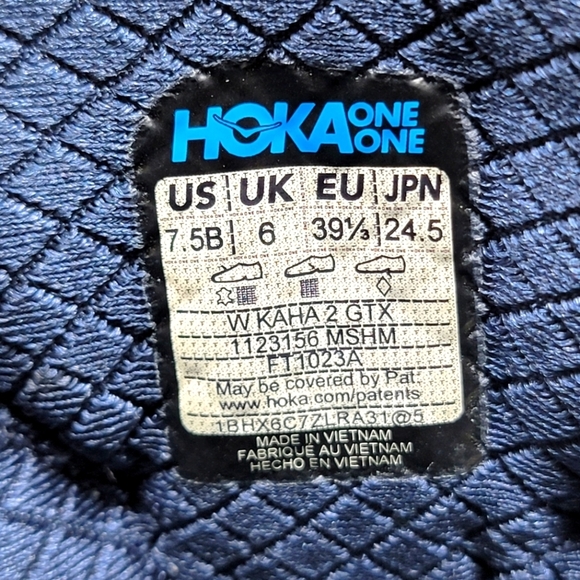 HOKA ONE ONE
US UK EU JPN
7.5B 6 39⅓ 24.5
W KAHA 2 GTX
1123156 MSHM
FT1023A
May be covered by Pat.
www.hoka.com/patents
1BHX6C7ZLRA31@5
MADE IN VIETNAM
FABRIQUÉ AU VIETNAM
HECHO EN VIETNAM